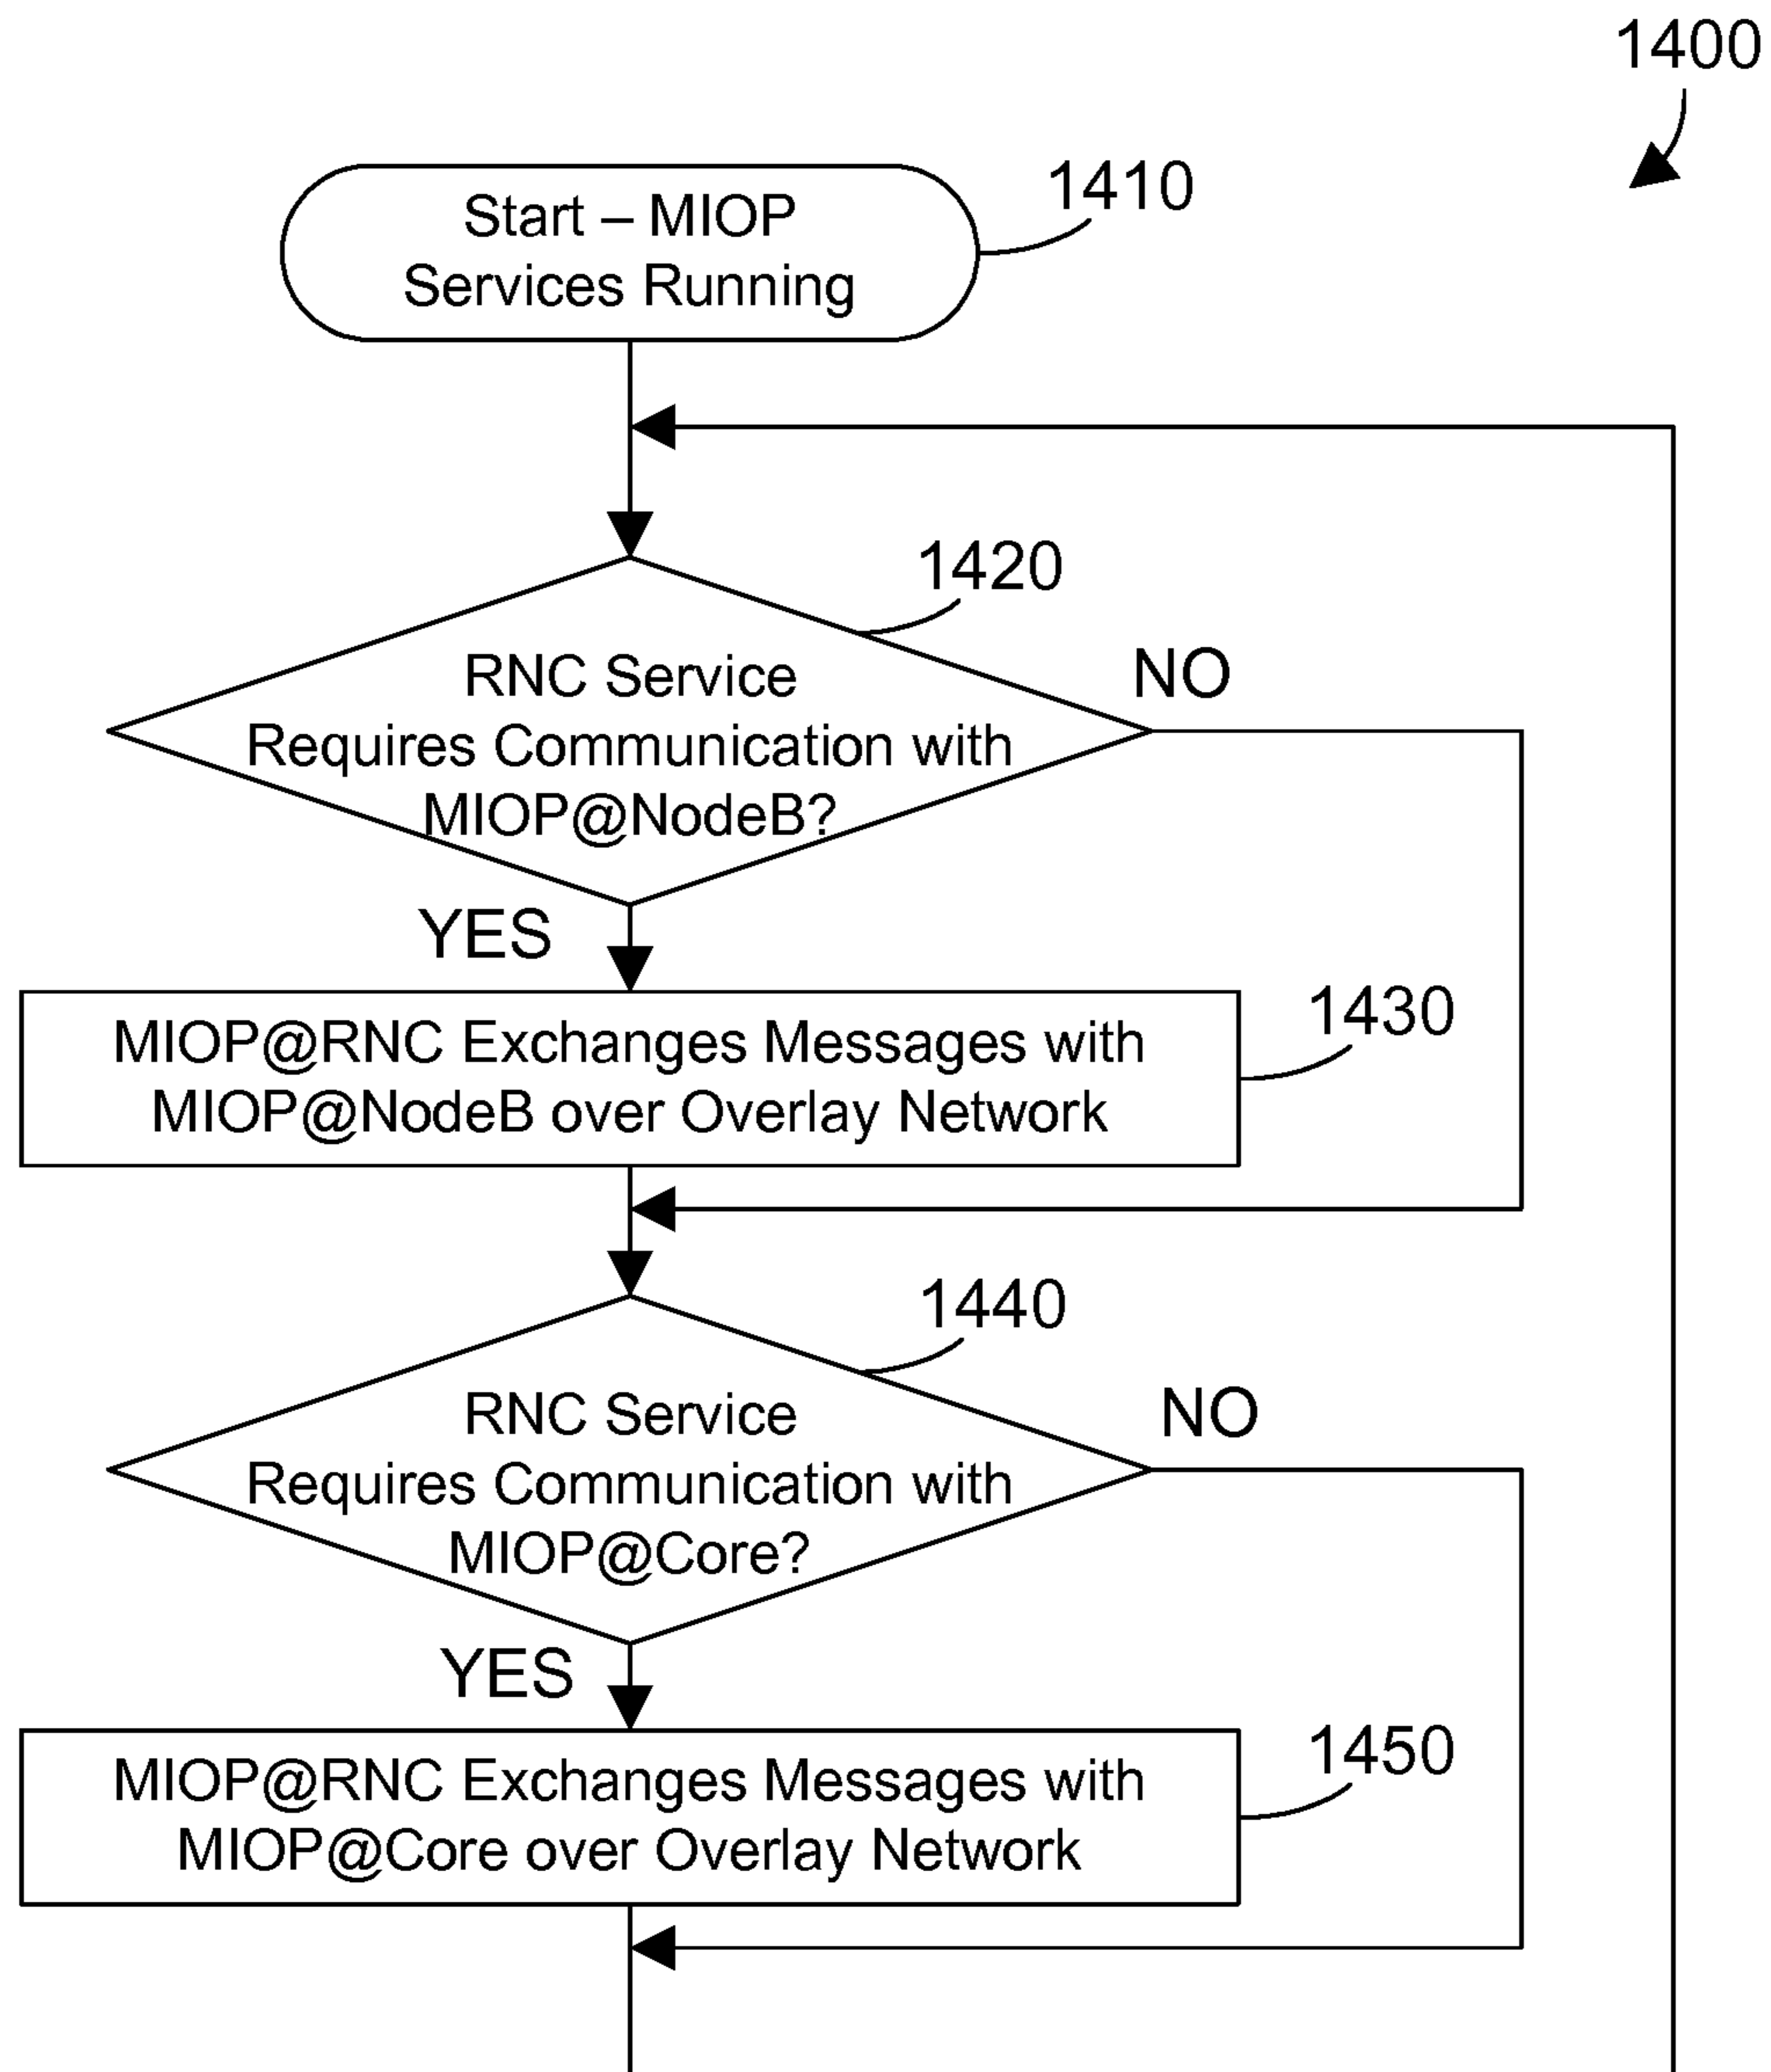 1400
1410
Start – MIOP
Services Running
1420
RNC Service
Requires Communication with
MIOP@NodeB?
NO
YES
1430
MIOP@RNC Exchanges Messages with
MIOP@NodeB over Overlay Network
1440
RNC Service
Requires Communication with
MIOP@Core?
NO
YES
1450
MIOP@RNC Exchanges Messages with
MIOP@Core over Overlay Network